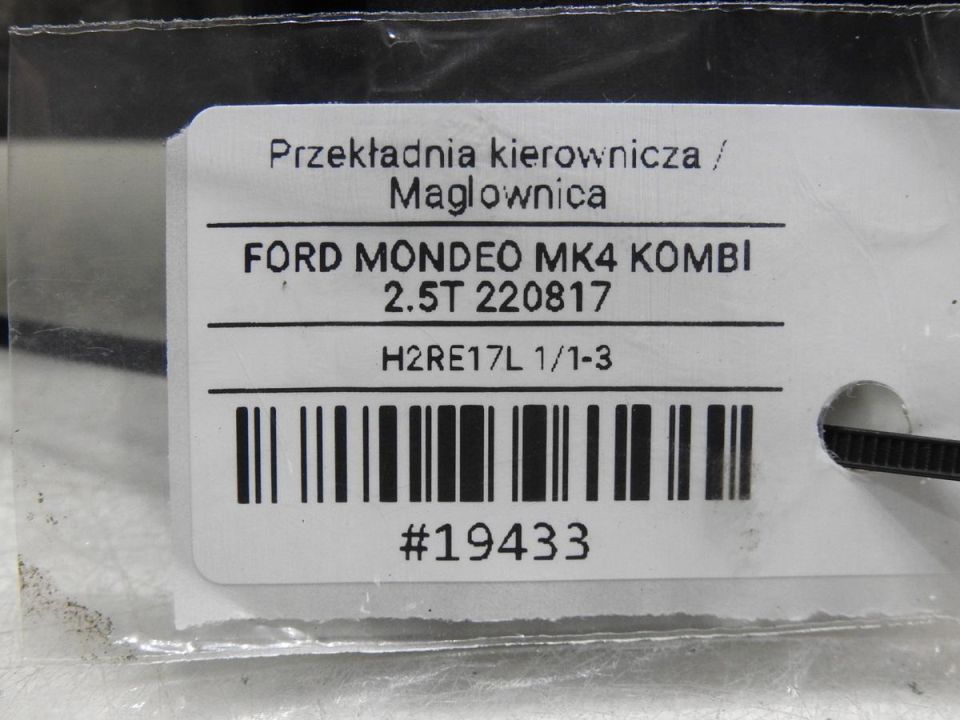 Przekładnia kierownicza /
Maglownica
FORD MONDEO MK4 KOMBI
2.5T 220817
H2RE17L 1/1-3
#19433